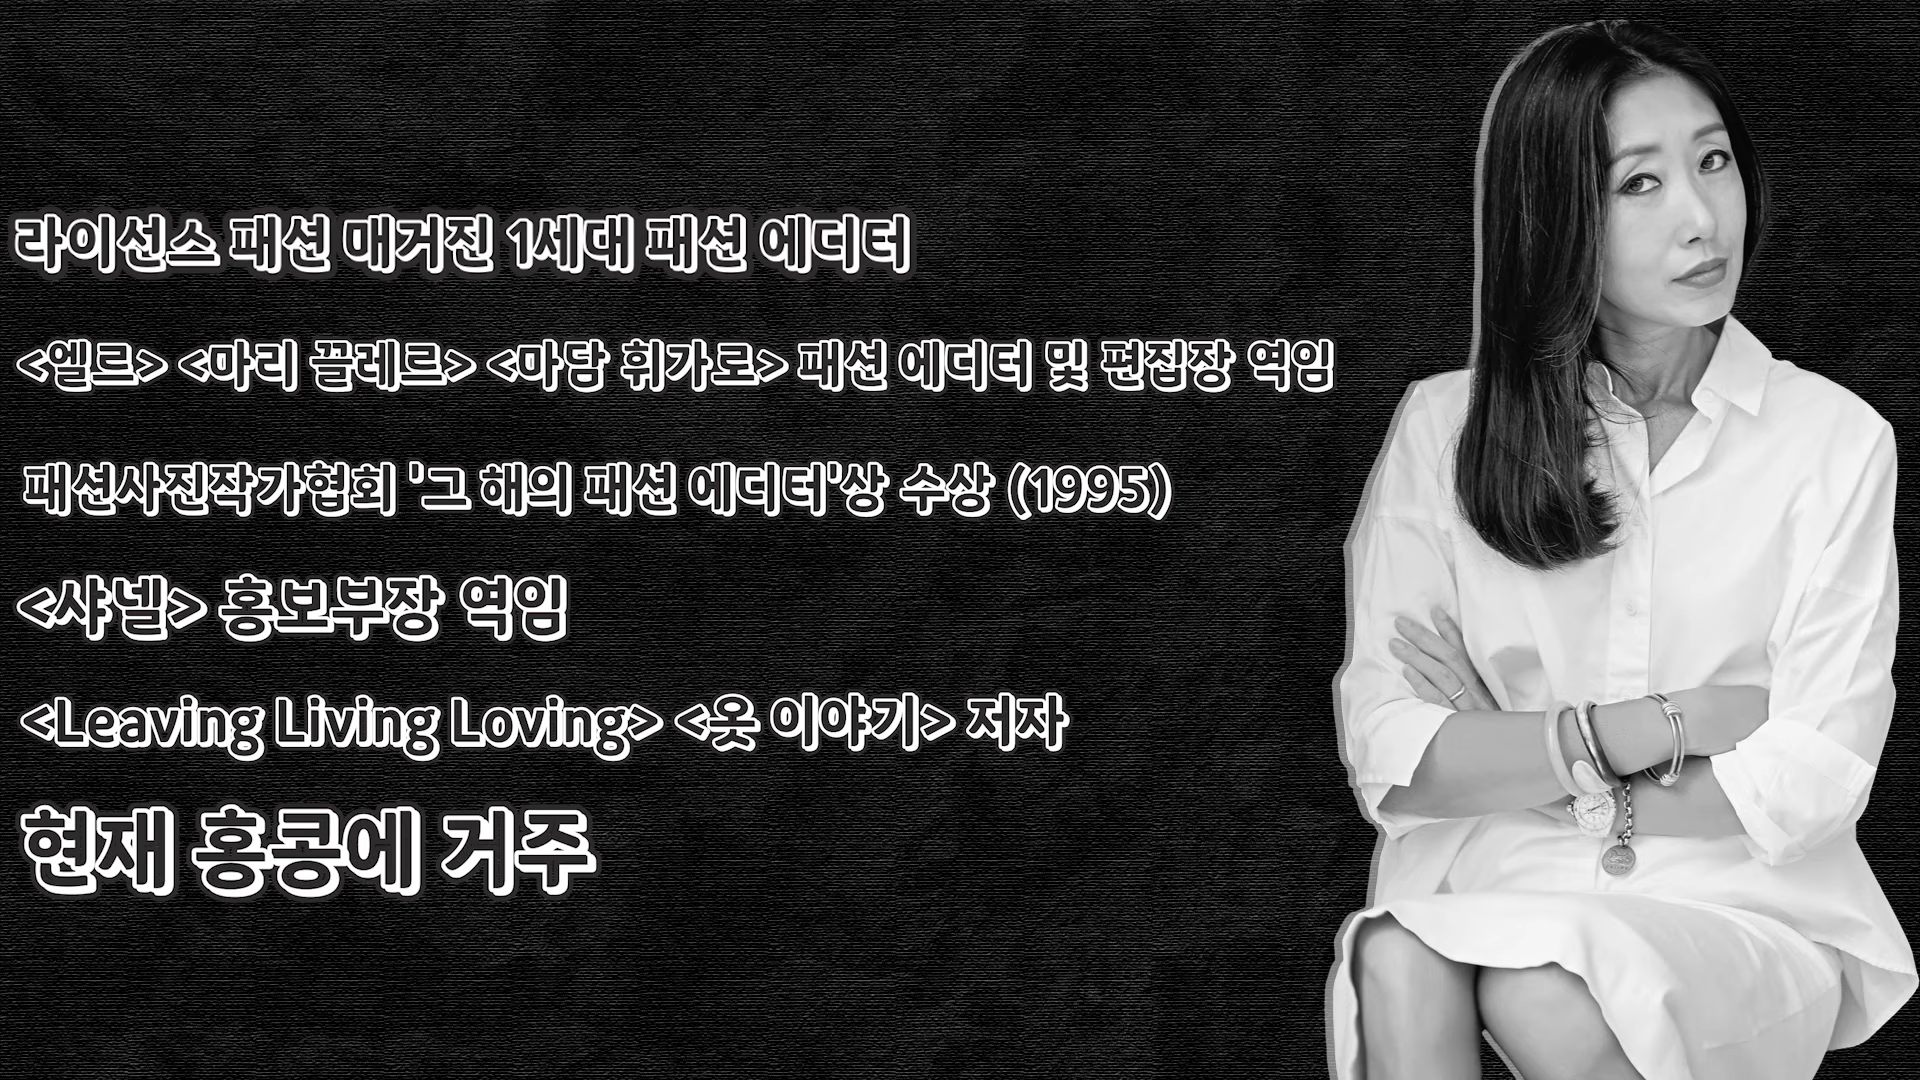 라이선스 패션 매거진 1세대 패션 에디터
<엘르> <마리 끌레르> <마담 휘가로> 패션 에디터 및 편집장 역임
패션사진작가협회 '그 해의 패션 에디터'상 수상 (1995)
<샤넬> 홍보부장 역임
<Leaving Living Loving> <옷 이야기> 저자
현재 홍콩에 거주